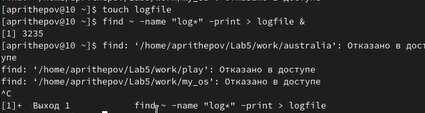 [aprithepov@10 ~]$ touch logfile
[aprithepov@10 ~]$ find ~ -name "log*" -print > logfile &
[1] 3235
[aprithepov@10 ~]$ find: ‘/home/aprithepov/Lab5/work/australia’: Отказано в дост
упе
find: ‘/home/aprithepov/Lab5/work/play’: Отказано в доступе
find: ‘/home/aprithepov/Lab5/work/my_os’: Отказано в доступе
^C
[1]+  Выход 1            find ~ -name "log*" -print > logfile